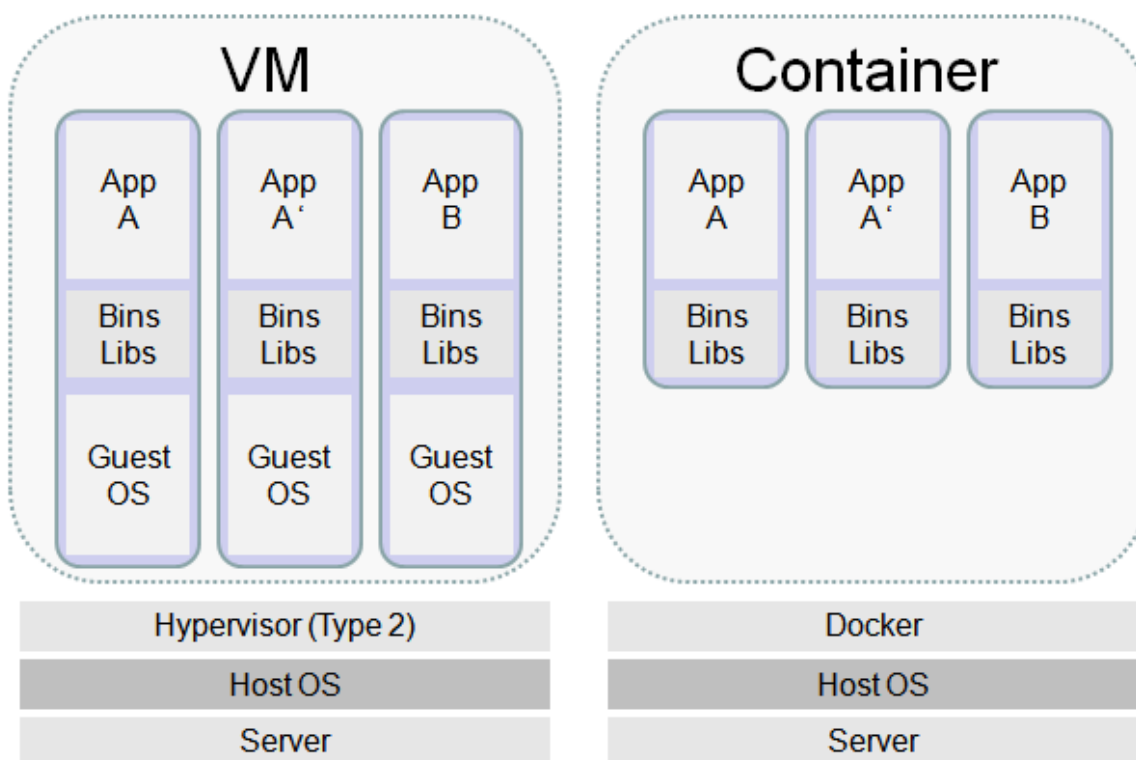 VM
App
A
App
A‘
App
B
Bins
Libs
Bins
Libs
Bins
Libs
Guest
OS
Guest
OS
Guest
OS
Hypervisor (Type 2)
Host OS
Server
Container
App
A
App
A‘
App
B
Bins
Libs
Bins
Libs
Bins
Libs
Docker
Host OS
Server